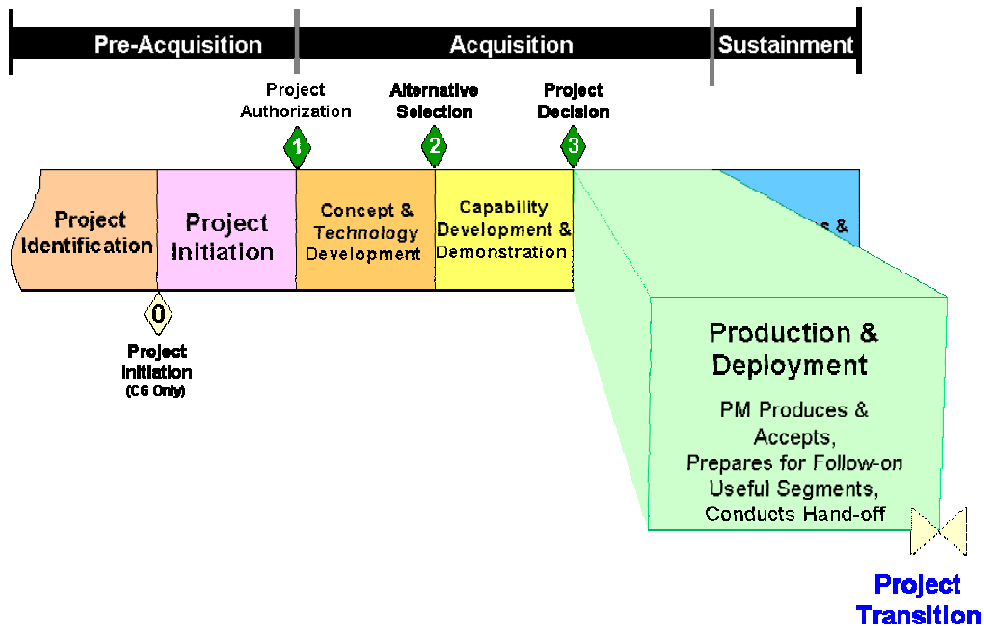 Pre-Acquisition
Acquisition
Sustainment
Project
Authorization
Alternative
Selection
Project
Decision
1
2
3
Project
Identification
Project
Initiation
Concept &
Technology
Development
Capability
Development &
Demonstration
s &
0
Project
Initiation
(CG Only)
Production &
Deployment
PM Produces &
Accepts,
Prepares for Follow-on
Useful Segments,
Conducts Hand-off
Project
Transition